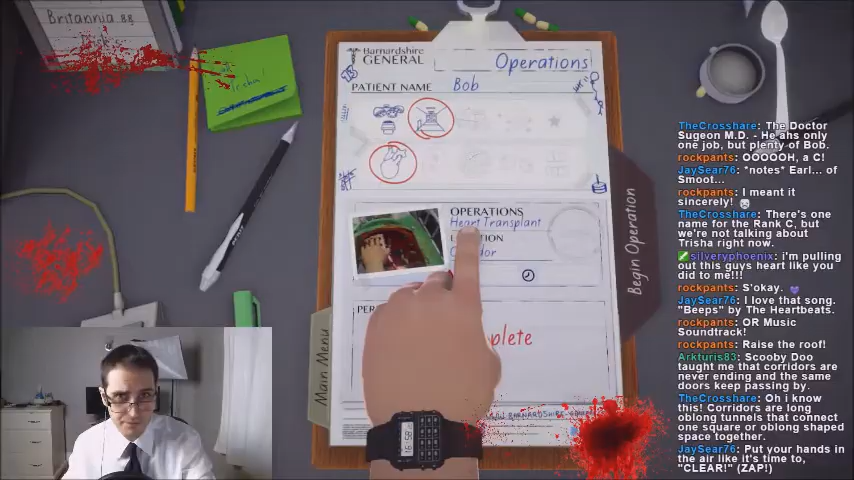 Britannia 88
Barnardshire
GENERAL
Operations
PATIENT NAME Bob
OPERATIONS
Heart Transplant
Begin Operation
Main Menu
plete
TheCrosshare: The Doctor
Sugeon M.D. - He ahs only
one job, but plenty of Bob.
rockpants: OOOOOH, a C!
JaySear76: *notes* Earl... of
Smoot...
rockpants: I meant it
sincerely!
TheCrosshare: There's one
name for the Rank C, but
we're not talking about
Trisha right now.
silveryphoenix: i'm pulling
out this guys heart like you
did to me!!!
rockpants: S'okay.
JaySear76: I love that song.
"Beeps" by The Heartbeats.
rockpants: OR Music
Soundtrack!
rockpants: Raise the roof!
Arkturis83: Scooby Doo
taught me that corridors are
never ending and the same
doors keep passing by.
TheCrosshare: Oh i know
this! Corridors are long
oblong tunnels that connect
one square or oblong shaped
space together.
JaySear76: Put your hands in
the air like it's time to,
"CLEAR!" (ZAP!)